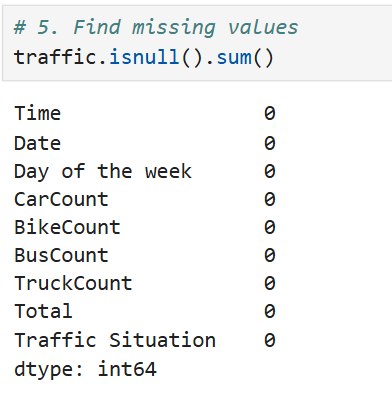 # 5. Find missing values
traffic.isnull().sum()
Time 0
Date 0
Day of the week 0
CarCount 0
BikeCount 0
BusCount 0
TruckCount 0
Total 0
Traffic Situation 0
dtype: int64